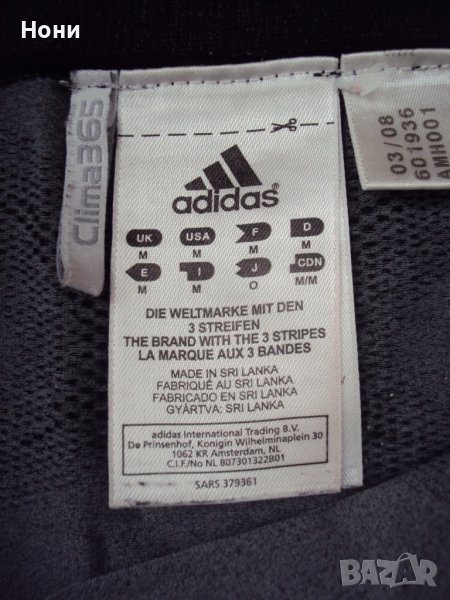 Нони
Clima365
adidas
UK
M
USA
M
F
M
D
M
E
M
I
M
J
O
CDN
M/M
DIE WELTMARKE MIT DEN
3 STREIFEN
THE BRAND WITH THE 3 STRIPES
LA MARQUE AUX 3 BANDES
MADE IN SRI LANKA
FABRIQUÉ AU SRI LANKA
FABRICADO EN SRI LANKA
GYÁRTVA: SRI LANKA
adidas International Trading B.V.
De Prinsenhof, Konigin Wilhelminaplein 30
1062 KR Amsterdam, NL
C.I.F./No NL 807301322B01
SARS 379361
03/08
601936
AMH001
BAZAR